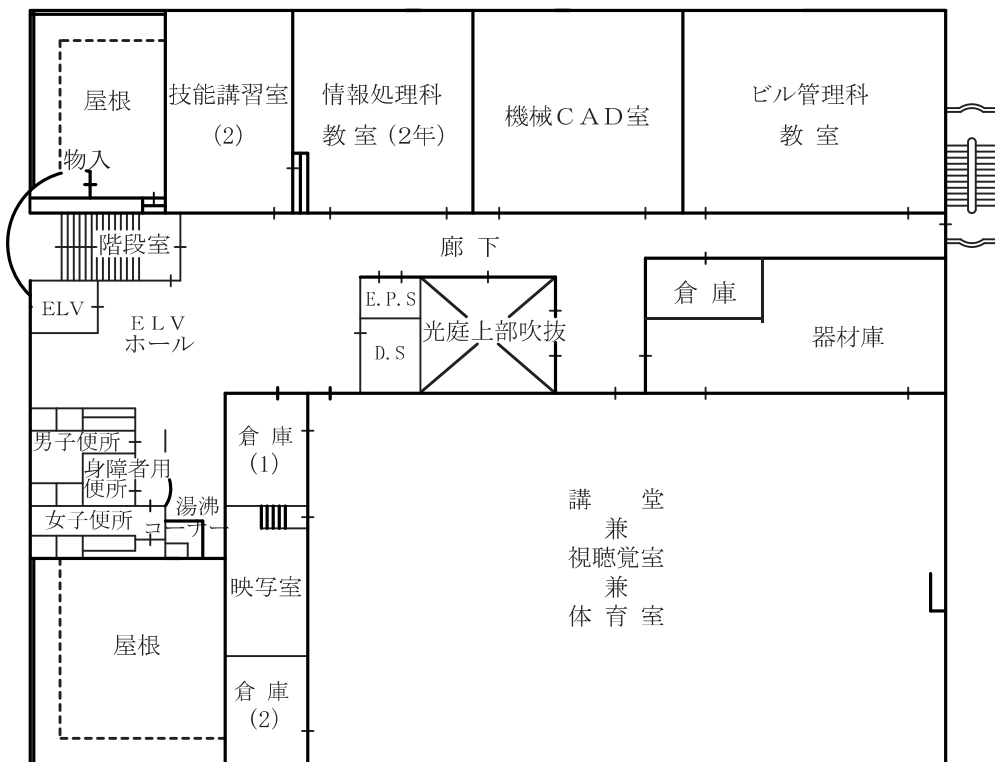 屋根
技能講習室
(2)
情報処理科
教室(2年)
機械CAD室
ビル管理科
教室
物入
階段室
廊下
ELV
ELV
ホール
E.P.S
D.S
光庭上部吹抜
倉庫
器材庫
男子便所
身障者用
便所
女子便所
湯沸
コーナー
倉庫
(1)
映写室
講堂
兼
視聴覚室
兼
体育室
屋根
倉庫
(2)